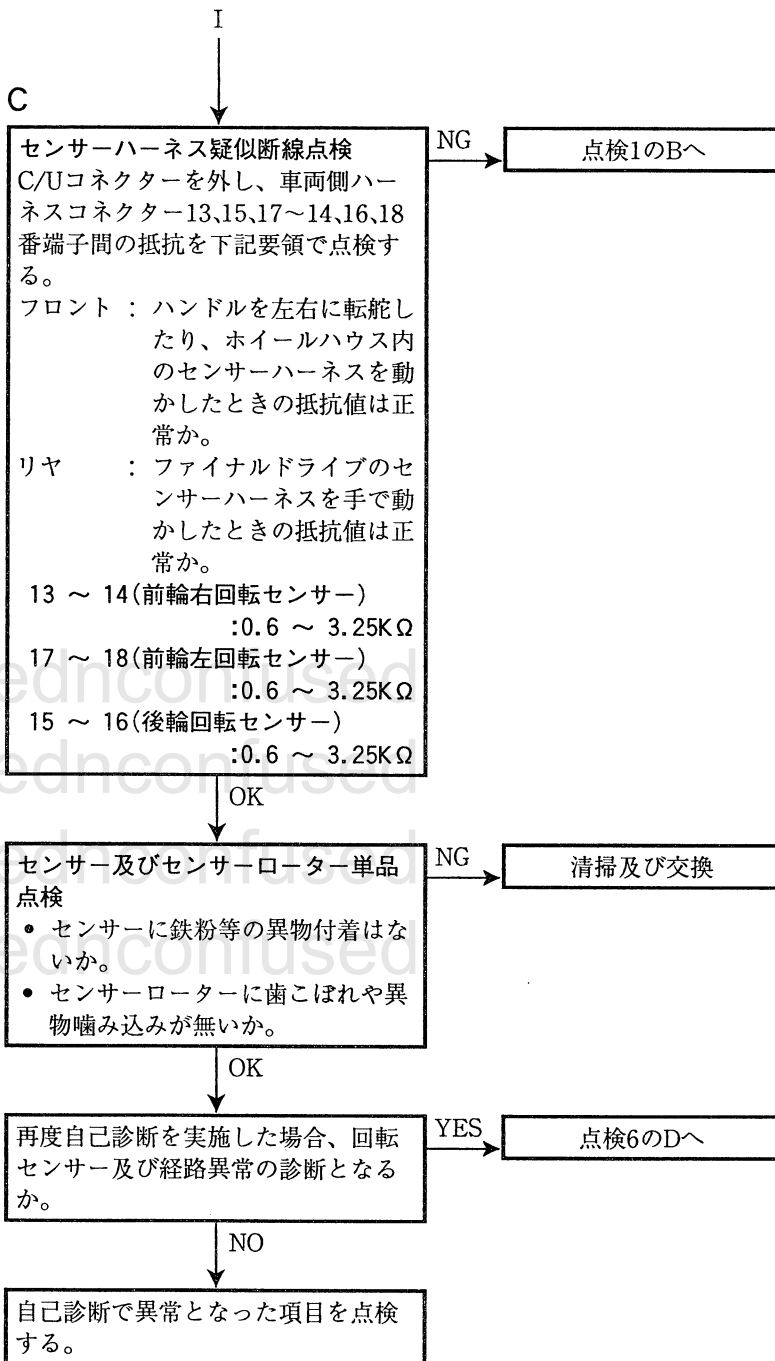 I
C
センサーハーネス疑似断線点検
C/Uコネクターを外し、車両側ハー
ネスコネクター13､15､17～14､16､18
番端子間の抵抗を下記要領で点検す
る。
フロント : ハンドルを左右に転舵し
たり、ホイールハウス内
のセンサーハーネスを動
かしたときの抵抗値は正
常か。
リヤ : ファイナルドライブのセ
ンサーハーネスを手で動
かしたときの抵抗値は正
常か。
13 ～ 14(前輪右回転センサー)
:0.6 ～ 3.25KΩ
17 ～ 18(前輪左回転センサー)
:0.6 ～ 3.25KΩ
15 ～ 16(後輪回転センサー)
:0.6 ～ 3.25KΩ
NG
点検1のBへ
OK
センサー及びセンサーローター単品
点検
• センサーに鉄粉等の異物付着はな
いか。
• センサーローターに歯こぼれや異
物噛み込みが無いか。
NG
清掃及び交換
OK
再度自己診断を実施した場合、回転
センサー及び経路異常の診断となる
か。
YES
点検6のDへ
NO
自己診断で異常となった項目を点検
する。
ednconfused
ednconfused
ednconfused
ednconfused